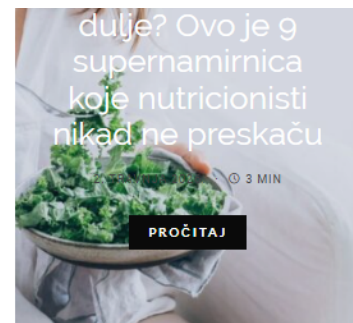 dulje? Ovo je 9
supernamirnica
koje nutricionisti
nikad ne preskaču
3 MIN
PROČITAJ